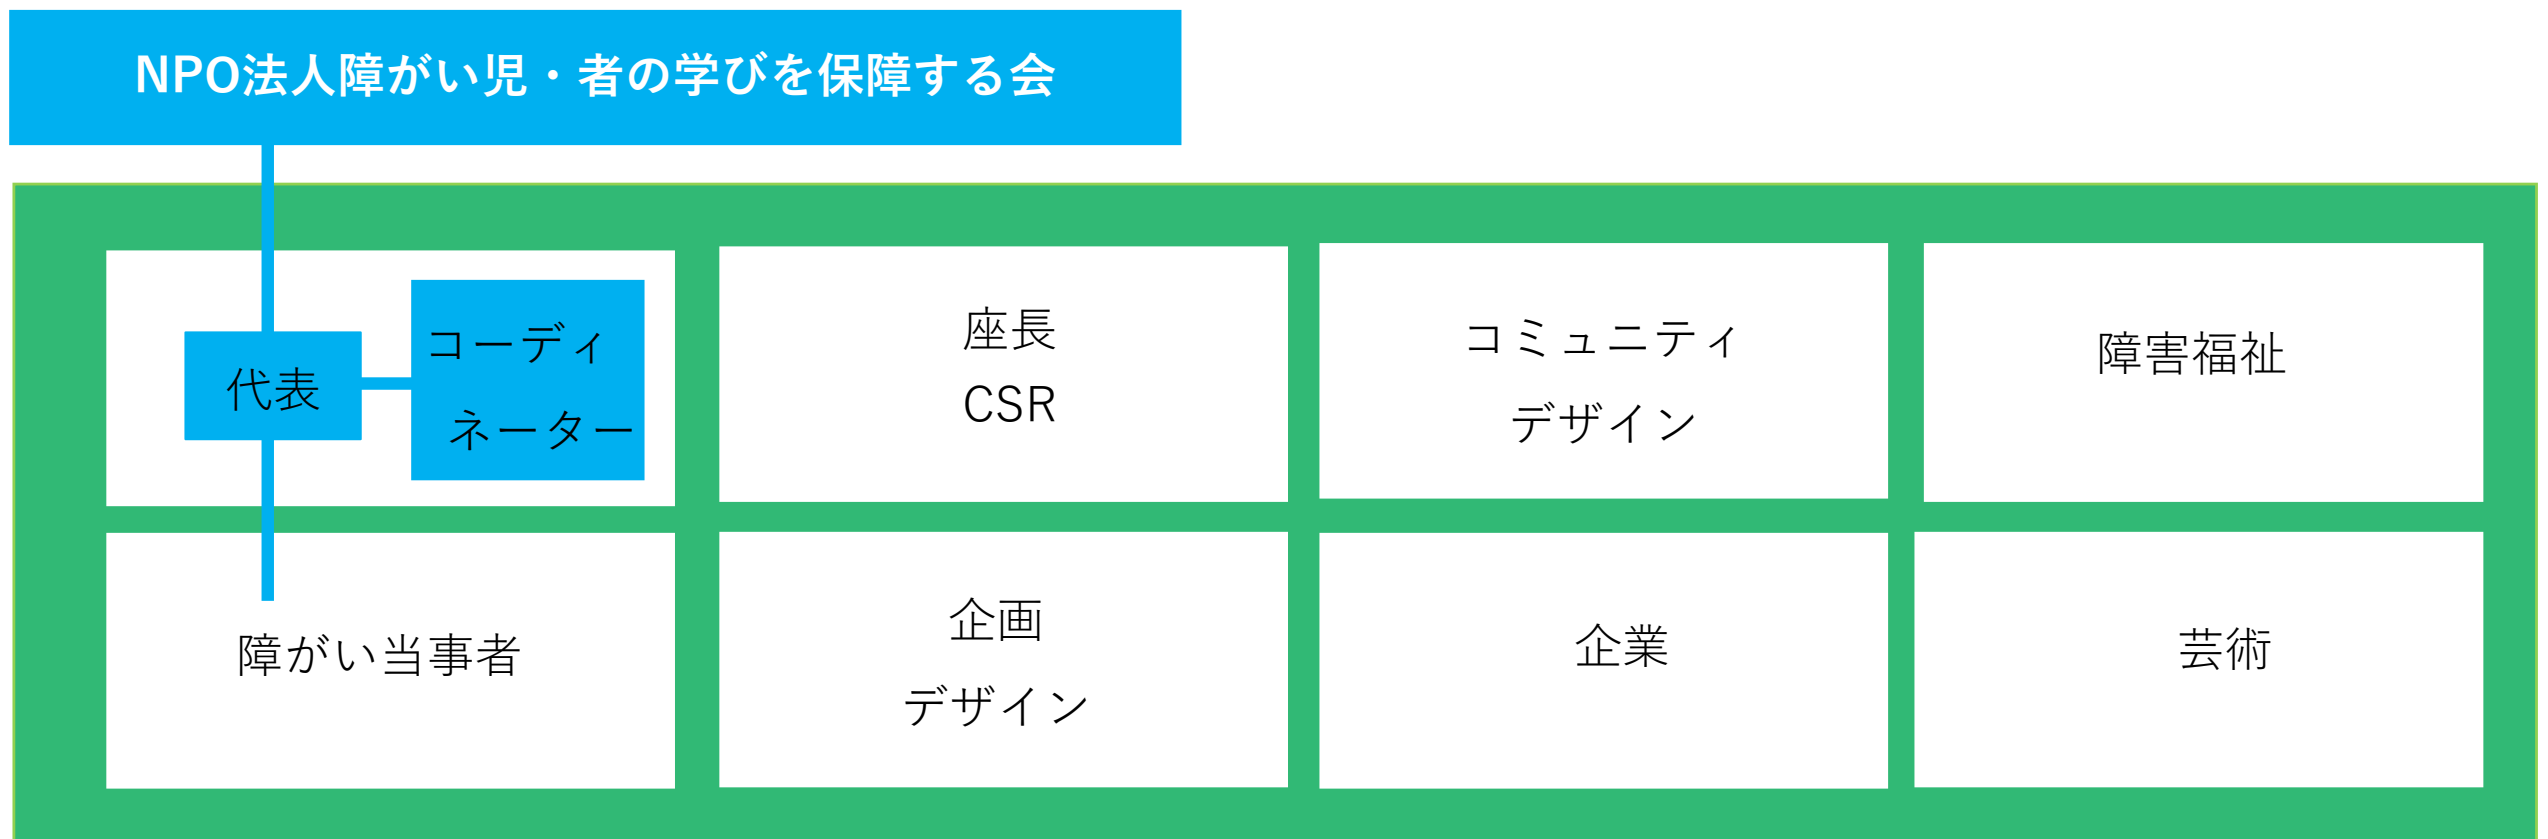 NPO法人障がい児・者の学びを保障する会
代表
コーディ
ネーター
座長
CSR
コミュニティ
デザイン
障害福祉
障がい当事者
企画
デザイン
企業
芸術